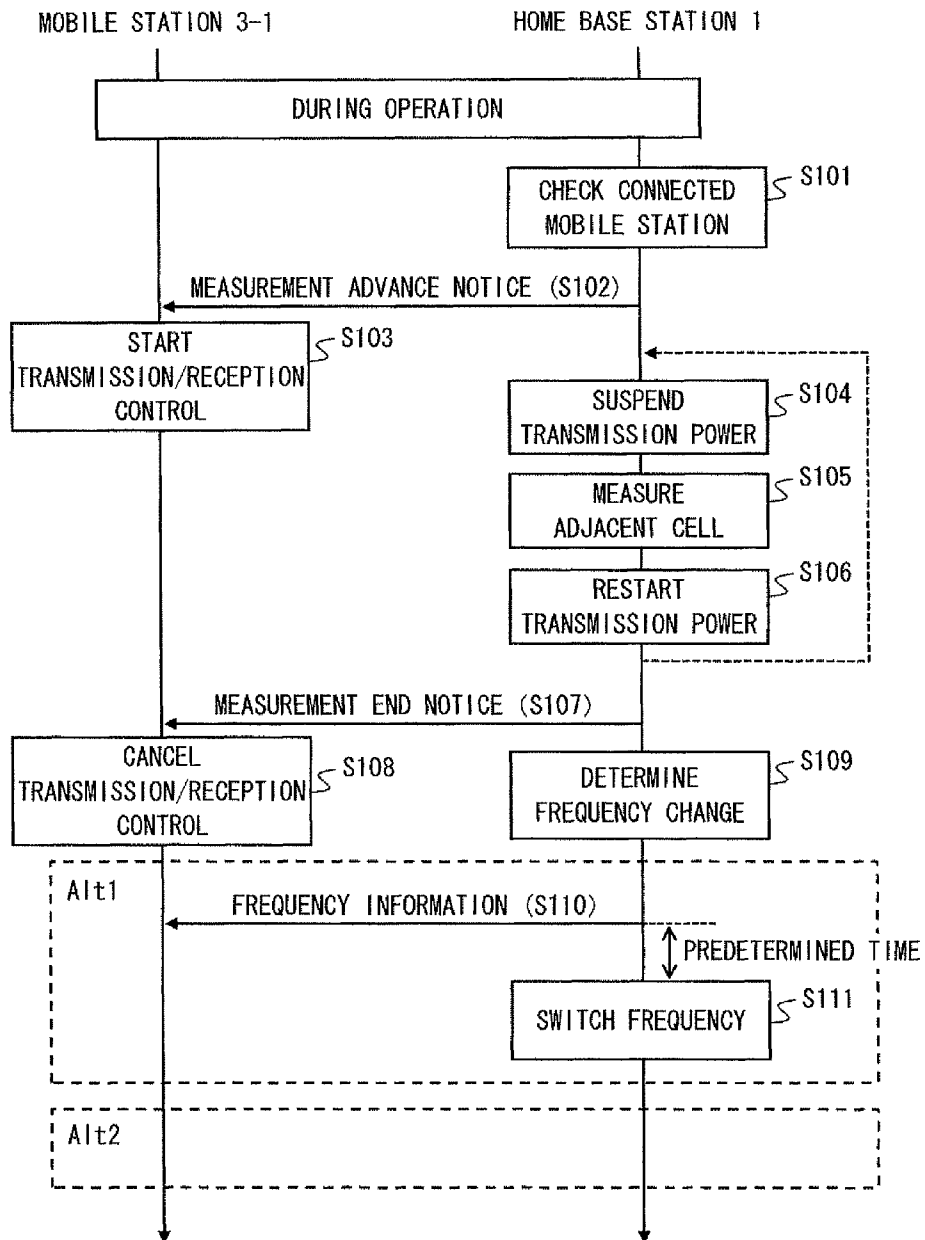 MOBILE STATION 3-1
HOME BASE STATION 1
DURING OPERATION
S101
CHECK CONNECTED
MOBILE STATION
MEASUREMENT ADVANCE NOTICE (S102)
START
TRANSMISSION/RECEPTION
CONTROL
S103
SUSPEND
TRANSMISSION POWER
S104
MEASURE
ADJACENT CELL
S105
RESTART
TRANSMISSION POWER
S106
MEASUREMENT END NOTICE (S107)
CANCEL
TRANSMISSION/RECEPTION
CONTROL
S108
DETERMINE
FREQUENCY CHANGE
S109
Alt1
FREQUENCY INFORMATION (S110)
PREDETERMINED TIME
SWITCH FREQUENCY
S111
Alt2